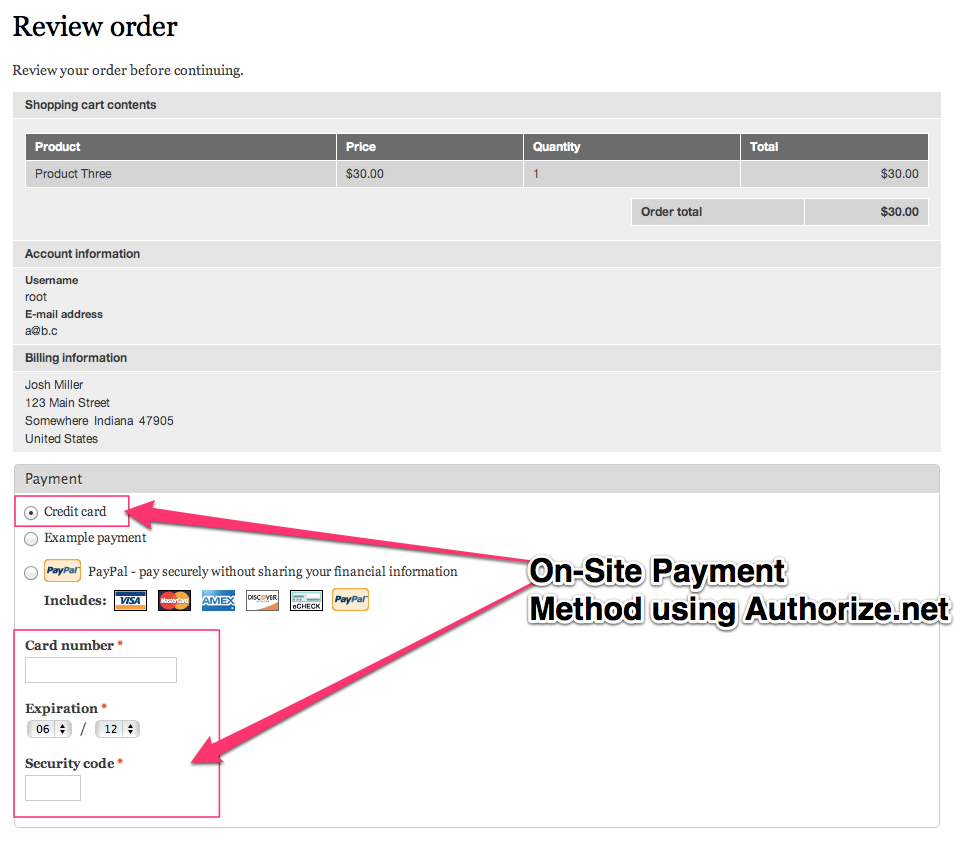 Review order
Review your order before continuing.
Shopping cart contents
Product Price Quantity Total
Product Three $30.00 1 $30.00
Order total $30.00
Account information
Username
root
E-mail address
a@b.c
Billing information
Josh Miller
123 Main Street
Somewhere Indiana 47905
United States
Payment
Credit card
Example payment
PayPal PayPal - pay securely without sharing your financial information
Includes: VISA MasterCard AMEX DISCOVER eCHECK PayPal
On-Site Payment
Method using Authorize.net
Card number *
Expiration *
06 / 12
Security code *